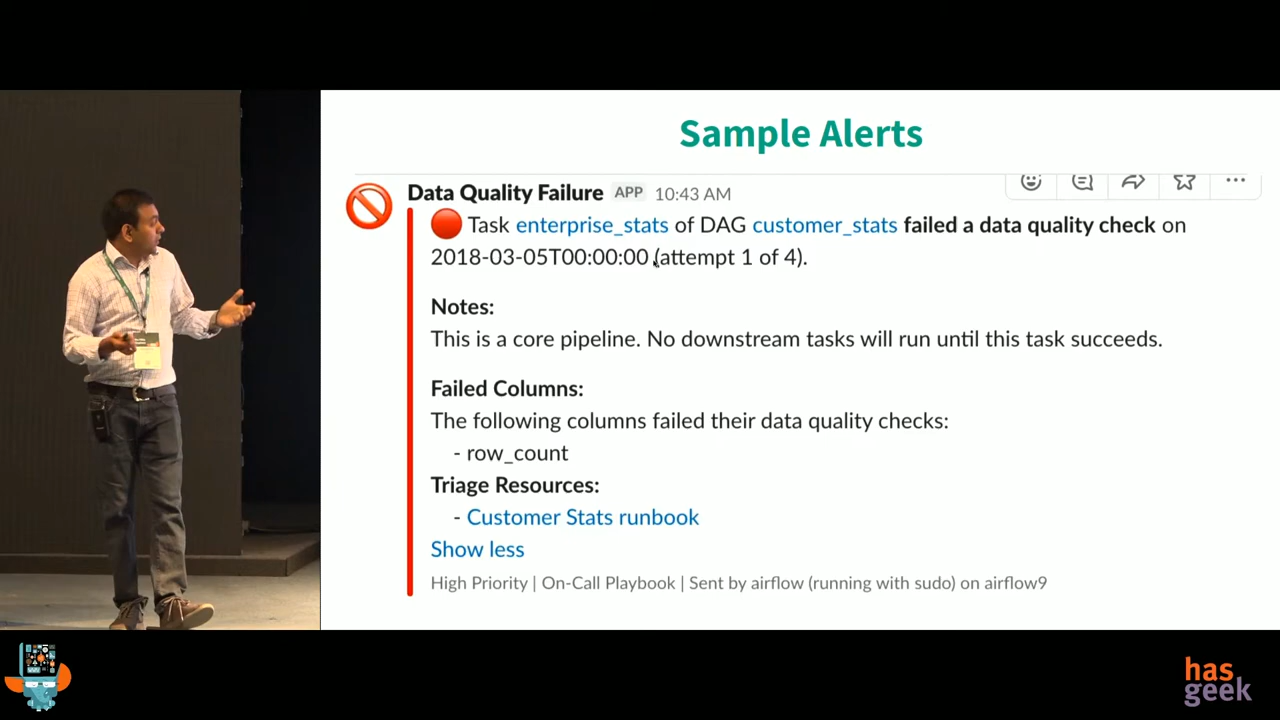 Sample Alerts
Data Quality Failure APP 10:43 AM
Task enterprise_stats of DAG customer_stats failed a data quality check on
2018-03-05T00:00:00 (attempt 1 of 4).
Notes:
This is a core pipeline. No downstream tasks will run until this task succeeds.
Failed Columns:
The following columns failed their data quality checks:
- row_count
Triage Resources:
- Customer Stats runbook
Show less
High Priority | On-Call Playbook | Sent by airflow (running with sudo) on airflow9
has
geek